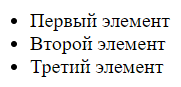 • Первый элемент
• Второй элемент
• Третий элемент